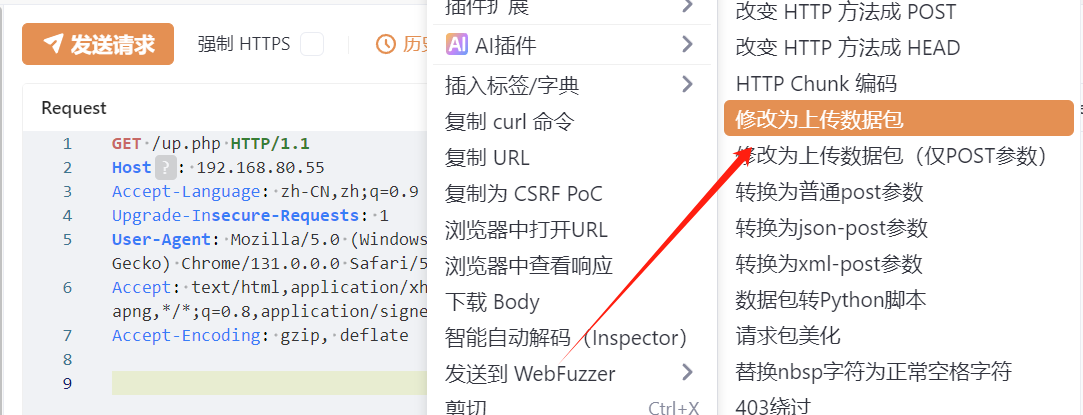 发送请求
强制 HTTPS
历史
Request
1 GET /up.php HTTP/1.1
2 Host ? : 192.168.80.55
3 Accept-Language: zh-CN,zh;q=0.9
4 Upgrade-Insecure-Requests: 1
5 User-Agent: Mozilla/5.0 (Windows
Gecko) Chrome/131.0.0.0 Safari/5
6 Accept: text/html,application/xh
apng,*/*;q=0.8,application/signe
7 Accept-Encoding: gzip, deflate
8
9
插件扩展
AI插件
插入标签/字典
复制 curl 命令
复制 URL
复制为 CSRF PoC
浏览器中打开URL
浏览器中查看响应
下载 Body
智能自动解码（Inspector）
发送到 WebFuzzer
剪切 Ctrl+X
改变 HTTP 方法成 POST
改变 HTTP 方法成 HEAD
HTTP Chunk 编码
修改为上传数据包
修改为上传数据包（仅POST参数）
转换为普通post参数
转换为json-post参数
转换为xml-post参数
数据包转Python脚本
请求包美化
替换nbsp字符为正常空格字符
403绕过